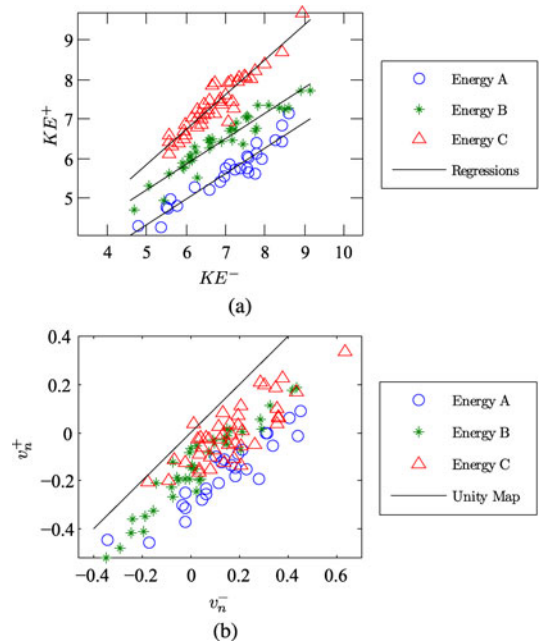 9
8
7
6
5
KE⁺
4 5 6 7 8 9 10
KE⁻
Energy A
Energy B
Energy C
Regressions
(a)
0.4
0.2
0
−0.2
−0.4
vₙ⁺
−0.4 −0.2 0 0.2 0.4 0.6
vₙ⁻
Energy A
Energy B
Energy C
Unity Map
(b)